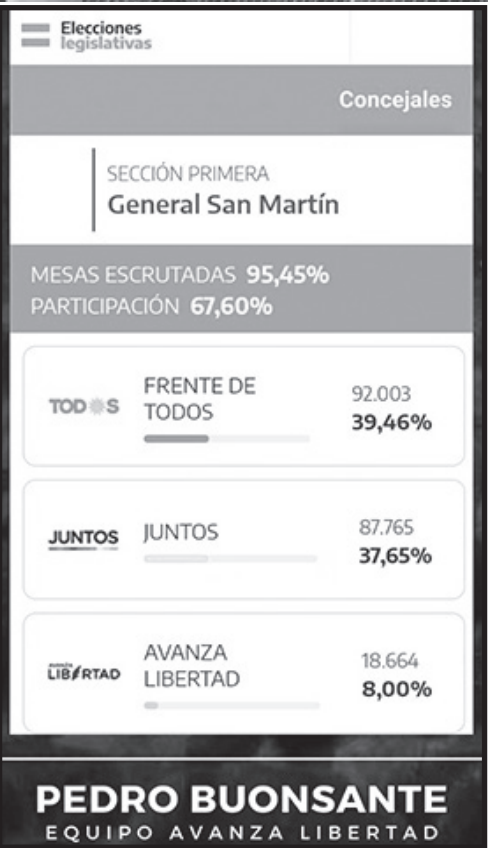 Elecciones
legislativas
Concejales
SECCIÓN PRIMERA
General San Martín
MESAS ESCRUTADAS 95,45%
PARTICIPACIÓN 67,60%
TODOS
FRENTE DE
TODOS
92.003
39,46%
JUNTOS
JUNTOS
87.765
37,65%
AVANZA
LIBERTAD
AVANZA
LIBERTAD
18.664
8,00%
PEDRO BUONSANTE
EQUIPO AVANZA LIBERTAD